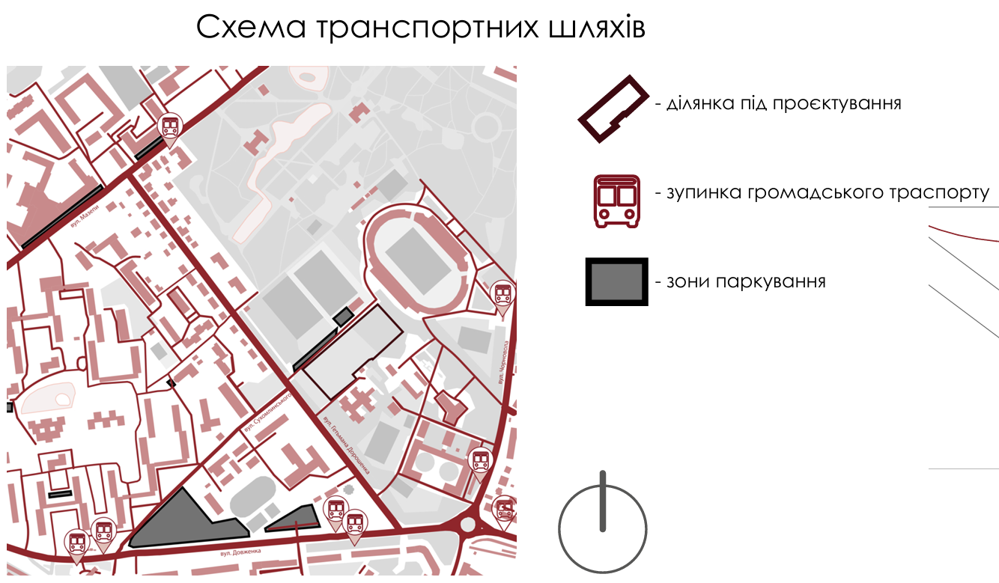 Схема транспортних шляхів
- ділянка під проєктування
- зупинка громадського траспорту
- зони паркування
вул. Мазепи
вул. Чорновола
вул. Сухомлинського
вул. Гетьмана Дорошенка
вул. Довженка